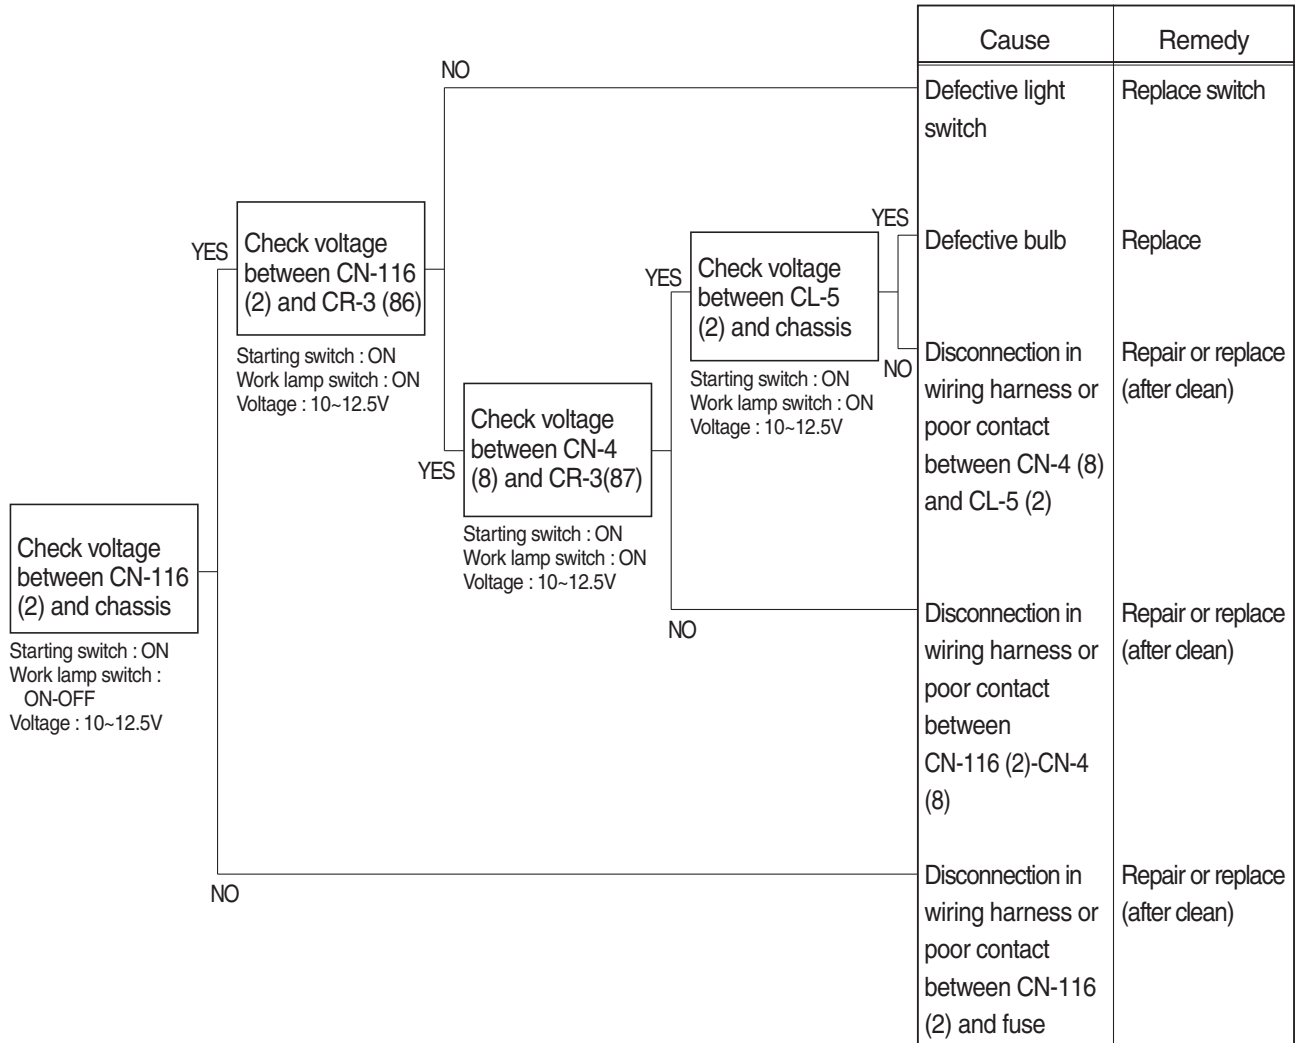 Cause
Remedy
NO
Defective light
switch
Replace switch
YES
Check voltage
between CN-116
(2) and CR-3 (86)
Starting switch : ON
Work lamp switch : ON
Voltage : 10~12.5V
YES
Check voltage
between CL-5
(2) and chassis
Starting switch : ON
Work lamp switch : ON
Voltage : 10~12.5V
YES
Defective bulb
Replace
NO
Disconnection in
wiring harness or
poor contact
between CN-4 (8)
and CL-5 (2)
Repair or replace
(after clean)
YES
Check voltage
between CN-4
(8) and CR-3(87)
Starting switch : ON
Work lamp switch : ON
Voltage : 10~12.5V
NO
Disconnection in
wiring harness or
poor contact
between
CN-116 (2)-CN-4
(8)
Repair or replace
(after clean)
Check voltage
between CN-116
(2) and chassis
Starting switch : ON
Work lamp switch :
ON-OFF
Voltage : 10~12.5V
NO
Disconnection in
wiring harness or
poor contact
between CN-116
(2) and fuse
Repair or replace
(after clean)